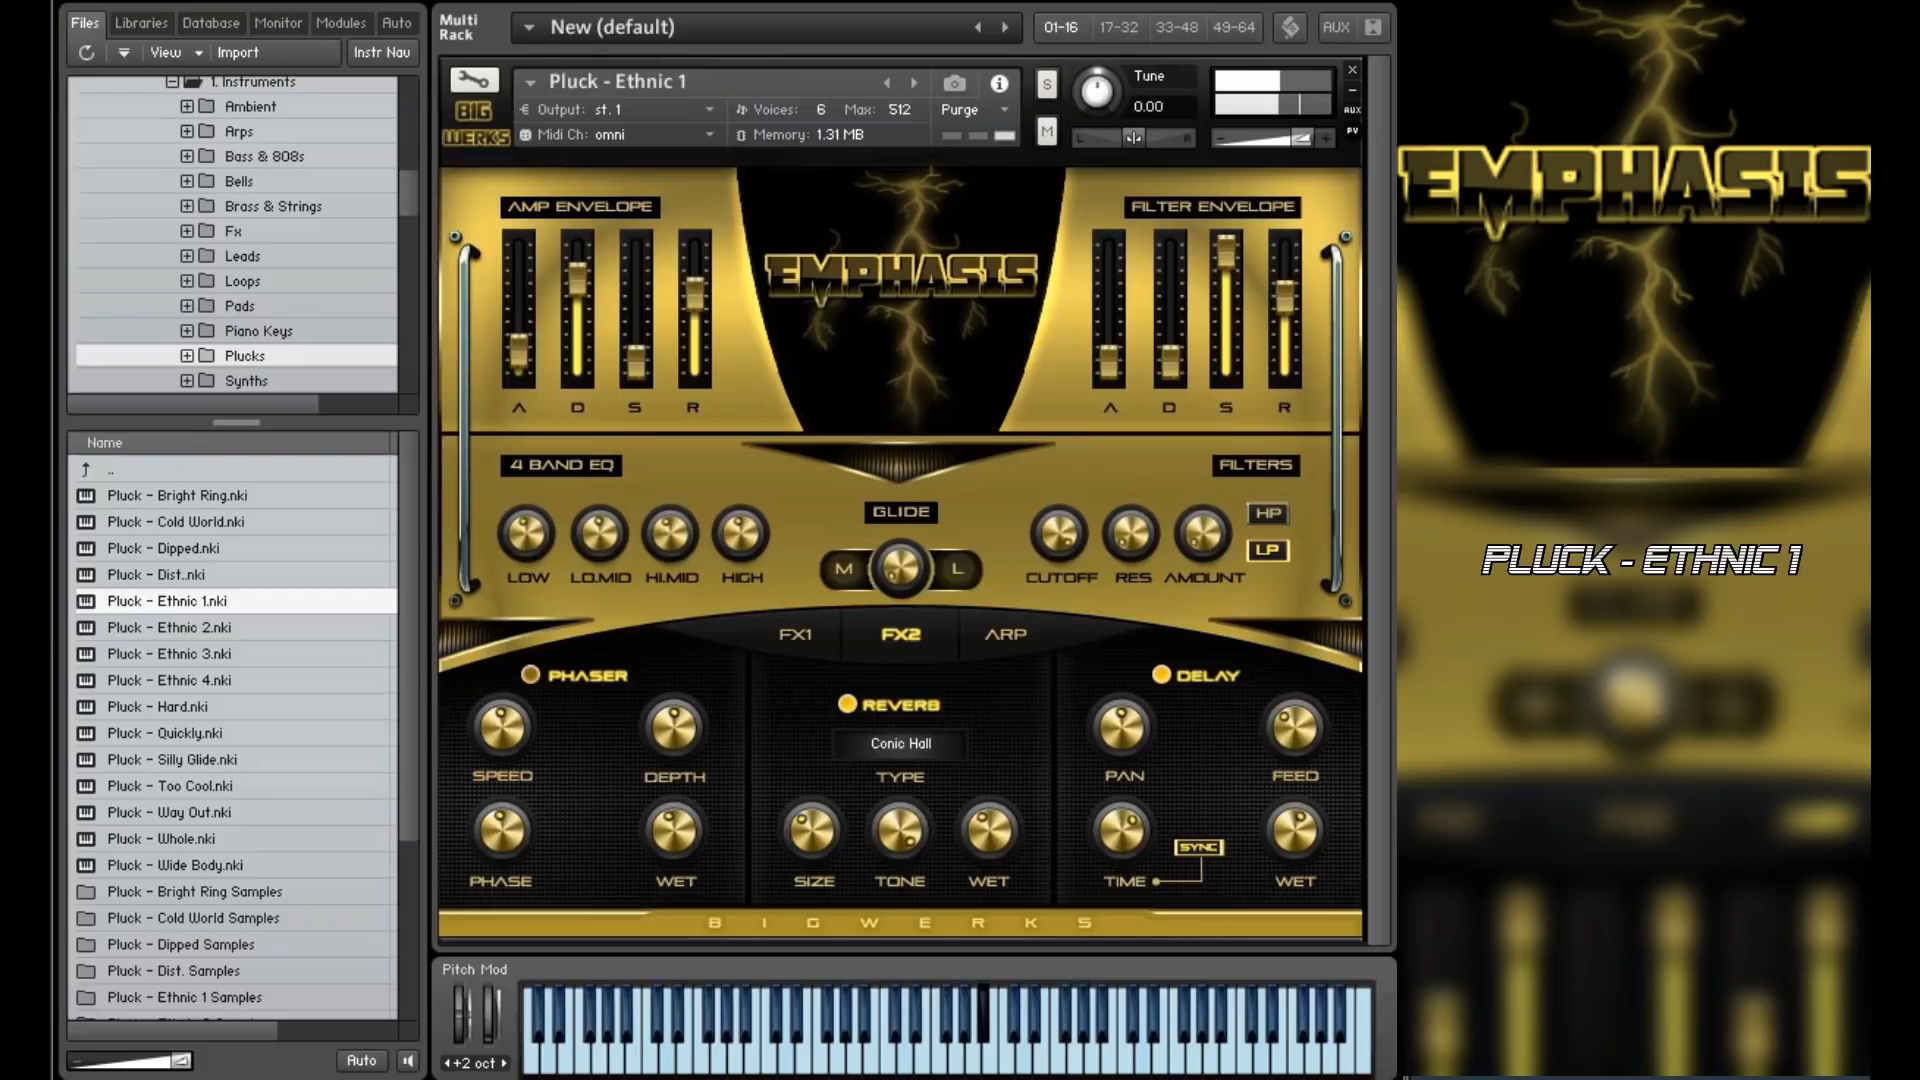 Files Libraries Database Monitor Modules Auto
View Import Instr Nav
1. Instruments
Ambient
Arps
Bass & 808s
Bells
Brass & Strings
Fx
Leads
Loops
Pads
Piano Keys
Plucks
Synths
Name
..
Pluck - Bright Ring.nki
Pluck - Cold World.nki
Pluck - Dipped.nki
Pluck - Dist..nki
Pluck - Ethnic 1.nki
Pluck - Ethnic 2.nki
Pluck - Ethnic 3.nki
Pluck - Ethnic 4.nki
Pluck - Hard.nki
Pluck - Quickly.nki
Pluck - Silly Glide.nki
Pluck - Too Cool.nki
Pluck - Way Out.nki
Pluck - Whole.nki
Pluck - Wide Body.nki
Pluck - Bright Ring Samples
Pluck - Cold World Samples
Pluck - Dipped Samples
Pluck - Dist. Samples
Pluck - Ethnic 1 Samples
Auto
Multi Rack
New (default)
01-16 17-32 33-48 49-64 AUX
BIG WERKS
Pluck - Ethnic 1
Output: st. 1 Voices: 6 Max: 512 Purge
Midi Ch: omni Memory: 1.31 MB
S
M
Tune
0.00
L R
AUX
PV
AMP ENVELOPE
A D S R
EMPHASIS
FILTER ENVELOPE
A D S R
4 BAND EQ
LOW LO.MID HI.MID HIGH
GLIDE
M L
FILTERS
HP
LP
CUTOFF RES AMOUNT
FX1 FX2 ARP
PHASER
SPEED DEPTH
PHASE WET
REVERB
Conic Hall
TYPE
SIZE TONE WET
DELAY
PAN FEED
SYNC
TIME WET
B I G W E R K S
Pitch Mod
+2 oct
EMPHASIS
PLUCK - ETHNIC 1